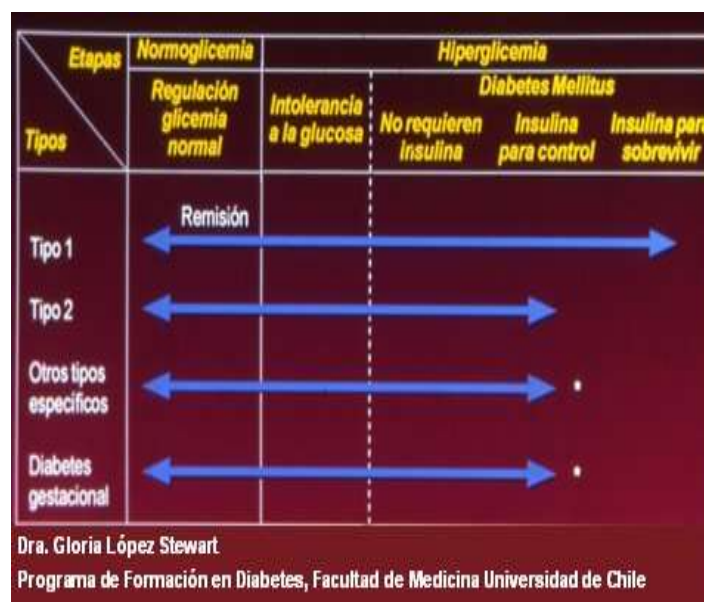 Etapas
Normoglicemia
Hiperglicemia
Tipos
Regulación
glicemia
normal
Intolerancia
a la glucosa
Diabetes Mellitus
No requieren
insulina
Insulina
para control
Insulina para
sobrevivir
Remisión
Tipo 1
Tipo 2
Otros tipos
específicos
*
Diabetes
gestacional
*
Dra. Gloria López Stewart
Programa de Formación en Diabetes, Facultad de Medicina Universidad de Chile